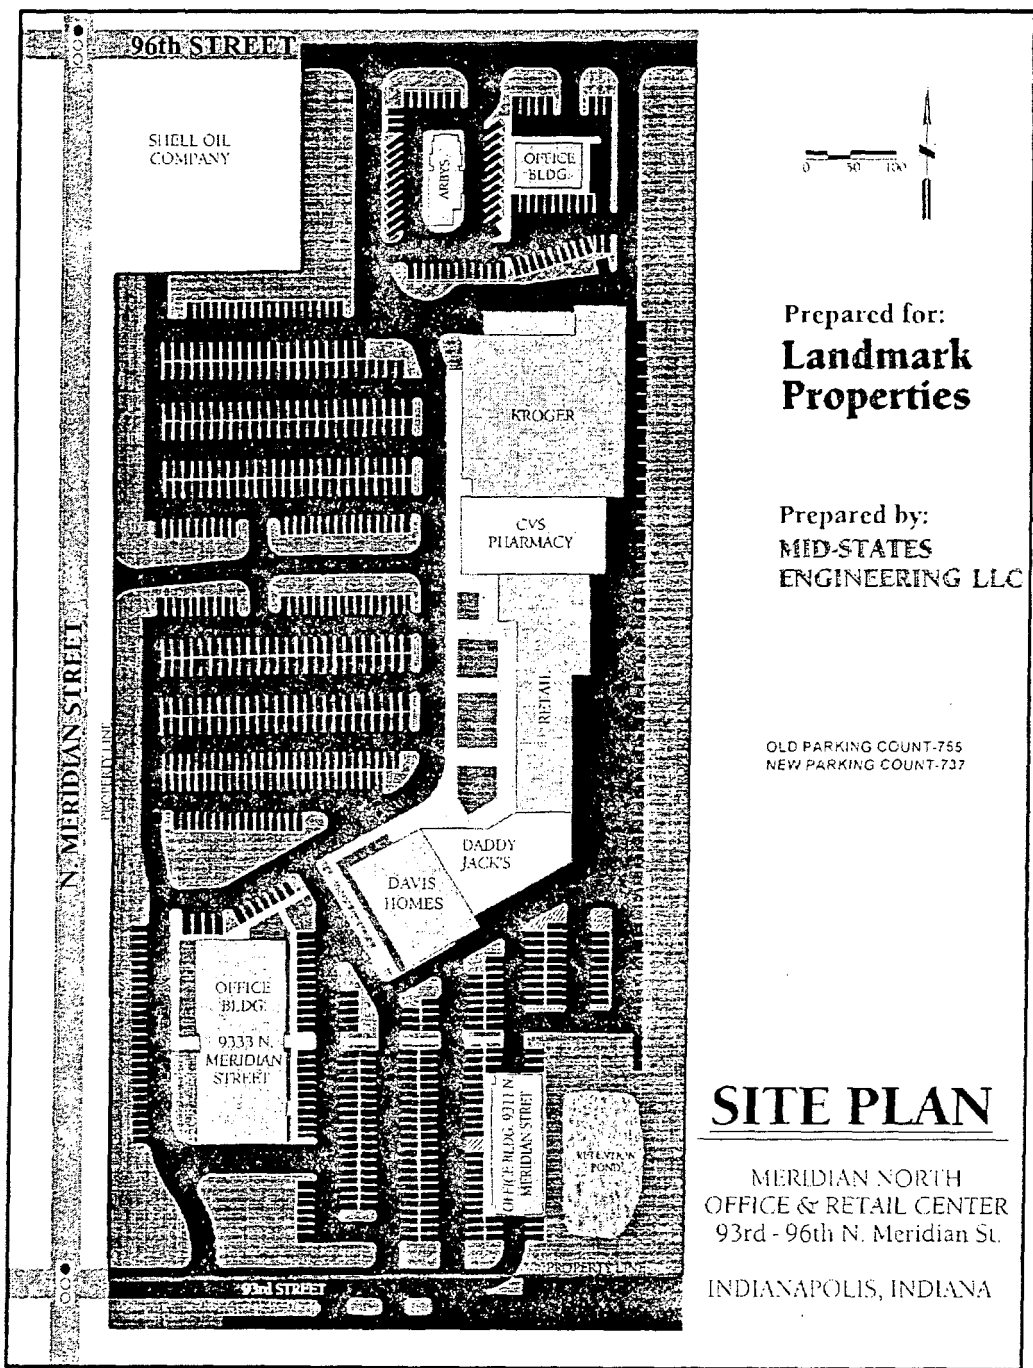 96th STREET
SHELL OIL
COMPANY
ARBYS
OFFICE
BLDG.
0 50 100
Prepared for:
Landmark
Properties
KROGER
CVS
PHARMACY
Prepared by:
MID-STATES
ENGINEERING LLC
N. MERIDIAN STREET
PROPERTY LINE
RETAIL
OLD PARKING COUNT-755
NEW PARKING COUNT-737
DADDY
JACK'S
DAVIS
HOMES
OFFICE
BLDG.
9333 N.
MERIDIAN
STREET
OFFICE BLDG. 9311 N.
MERIDIAN STREET
RETENTION
POND
SITE PLAN
MERIDIAN NORTH
OFFICE & RETAIL CENTER
93rd - 96th N. Meridian St.
INDIANAPOLIS, INDIANA
PROPERTY LINE
93rd STREET